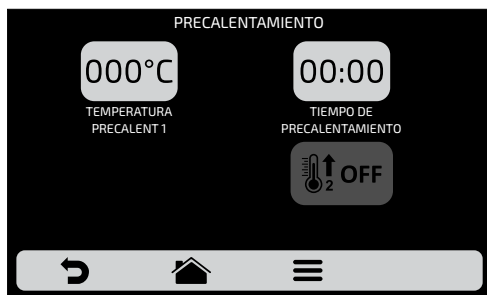 PRECALENTAMIENTO
000°C
00:00
TEMPERATURA
PRECALENT 1
TIEMPO DE
PRECALENTAMIENTO
2 OFF